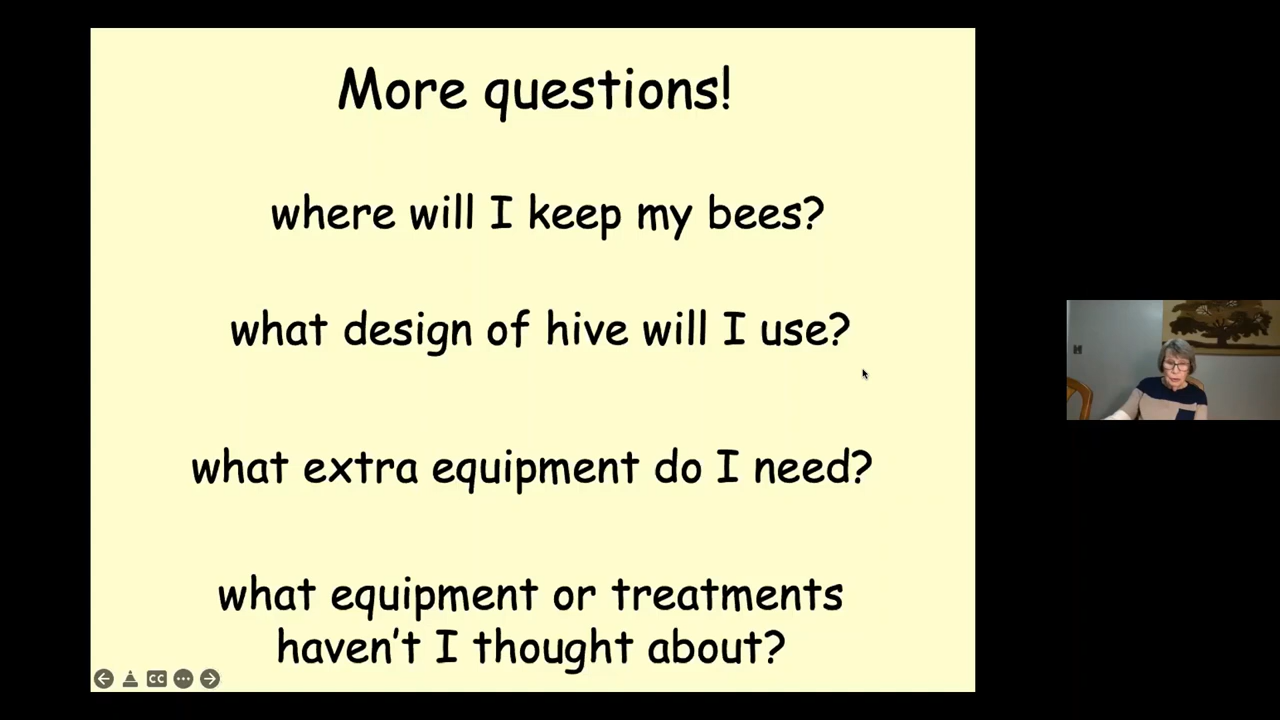 More questions!
where will I keep my bees?
what design of hive will I use?
what extra equipment do I need?
what equipment or treatments
haven't I thought about?
CC